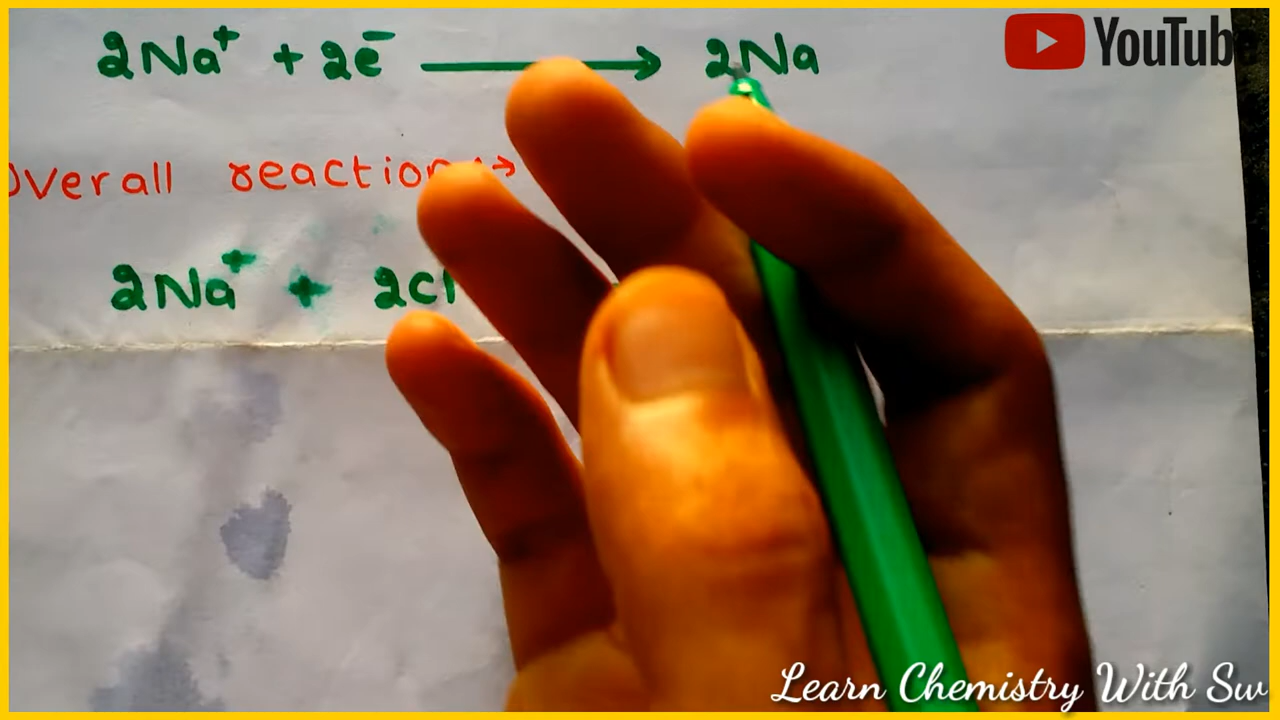 2Na⁺ + 2e⁻ ⟶ 2Na
YouTube
Overall reaction →
2Na⁺ + 2Cl
Learn Chemistry With Sw